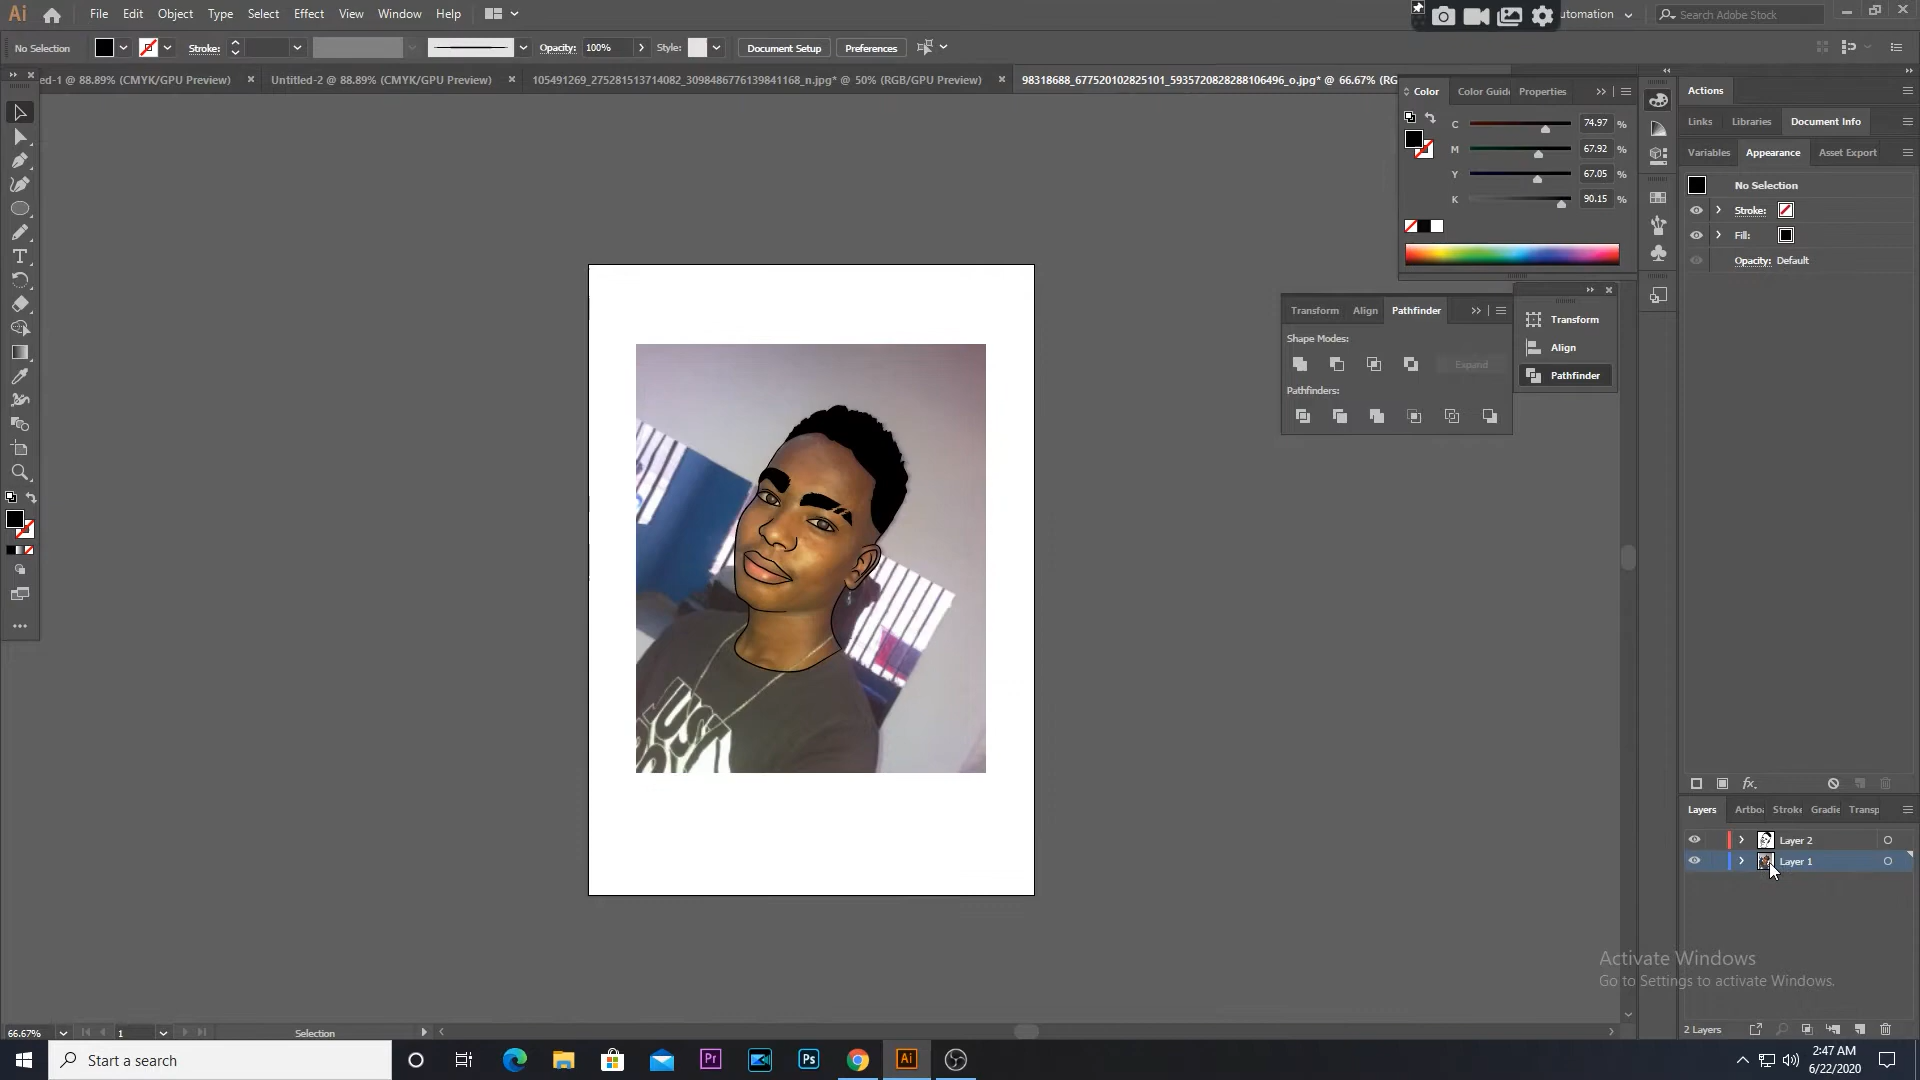 Ai File Edit Object Type Select Effect View Window Help
utomation
Search Adobe Stock
No Selection
Stroke:
Opacity: 100%
Style:
Document Setup
Preferences
ed-1 @ 88.89% (CMYK/GPU Preview)
Untitled-2 @ 88.89% (CMYK/GPU Preview)
105491269_275281513714082_3098486776139841168_n.jpg* @ 50% (RGB/GPU Preview)
98318688_677520102825101_5935720828288106496_o.jpg* @ 66.67% (RG
Color Color Guide Properties
C 74.97 %
M 67.92 %
Y 67.05 %
K 90.15 %
Actions
Links Libraries Document Info
Variables Appearance Asset Export
No Selection
Stroke:
Fill:
Opacity: Default
Transform Align Pathfinder
Shape Modes:
Expand
Pathfinders:
Transform
Align
Pathfinder
fx
Layers Artbo Stroke Gradie Transp
Layer 2
Layer 1
Activate Windows
Go to Settings to activate Windows.
2 Layers
66.67%
1
Selection
Start a search
Pr
Ps
Ai
2:47 AM
6/22/2020